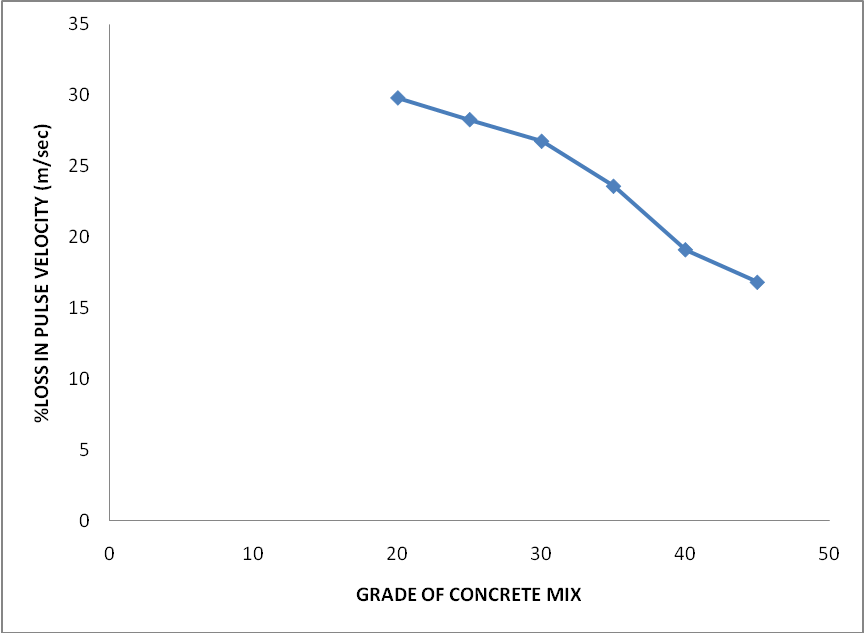 35
30
25
20
15
10
5
0
%LOSS IN PULSE VELOCITY (m/sec)
0 10 20 30 40 50
GRADE OF CONCRETE MIX